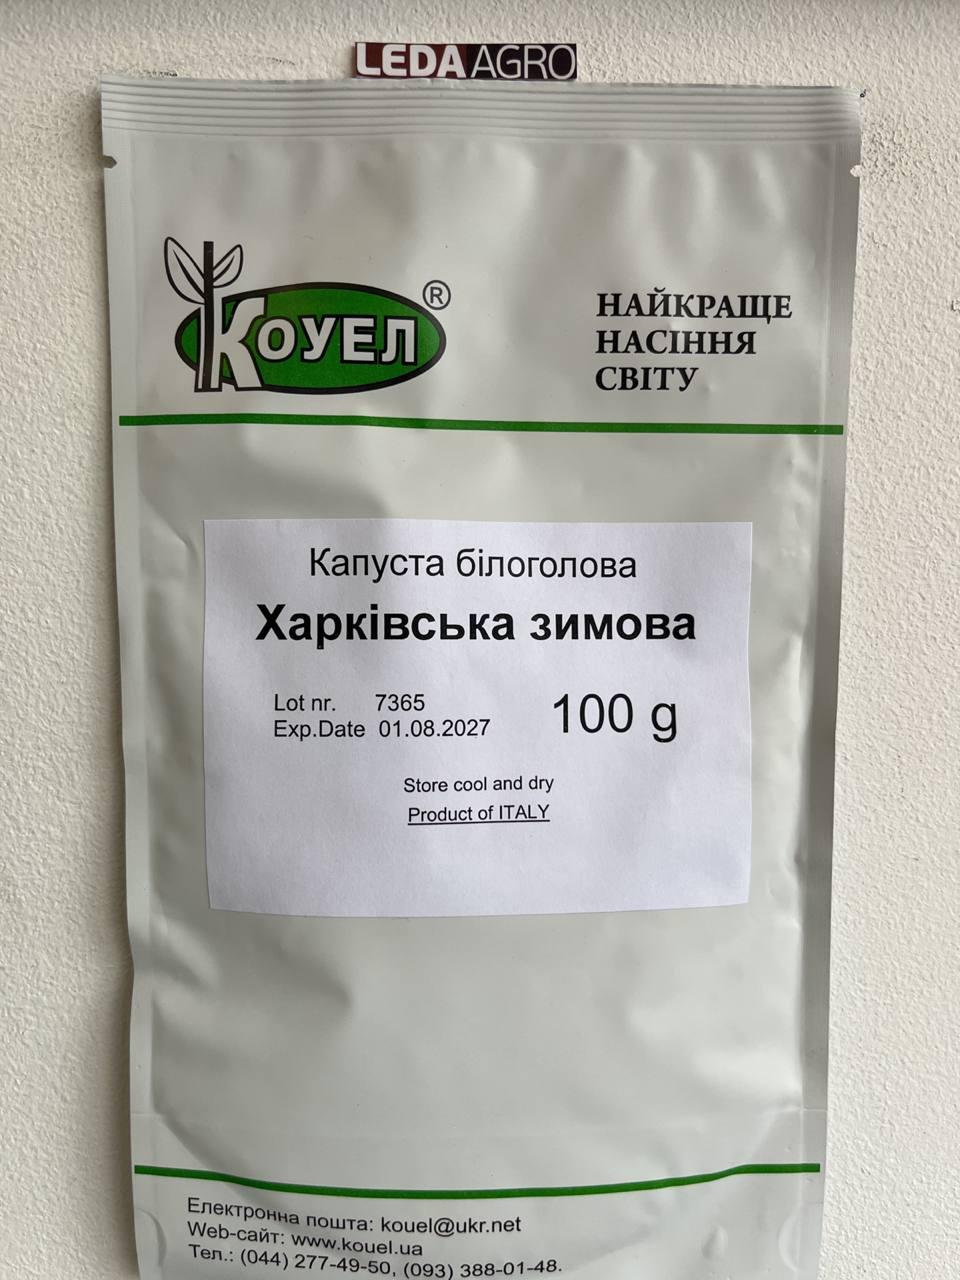 LEDAAGRO
КОУЕЛ ®
НАЙКРАЩЕ
НАСІННЯ
СВІТУ
Капуста білоголова
Харківська зимова
Lot nr. 7365
Exp.Date 01.08.2027
100 g
Store cool and dry
Product of ITALY
Електронна пошта: kouel@ukr.net
Web-сайт: www.kouel.ua
Тел.: (044) 277-49-50, (093) 388-01-48.